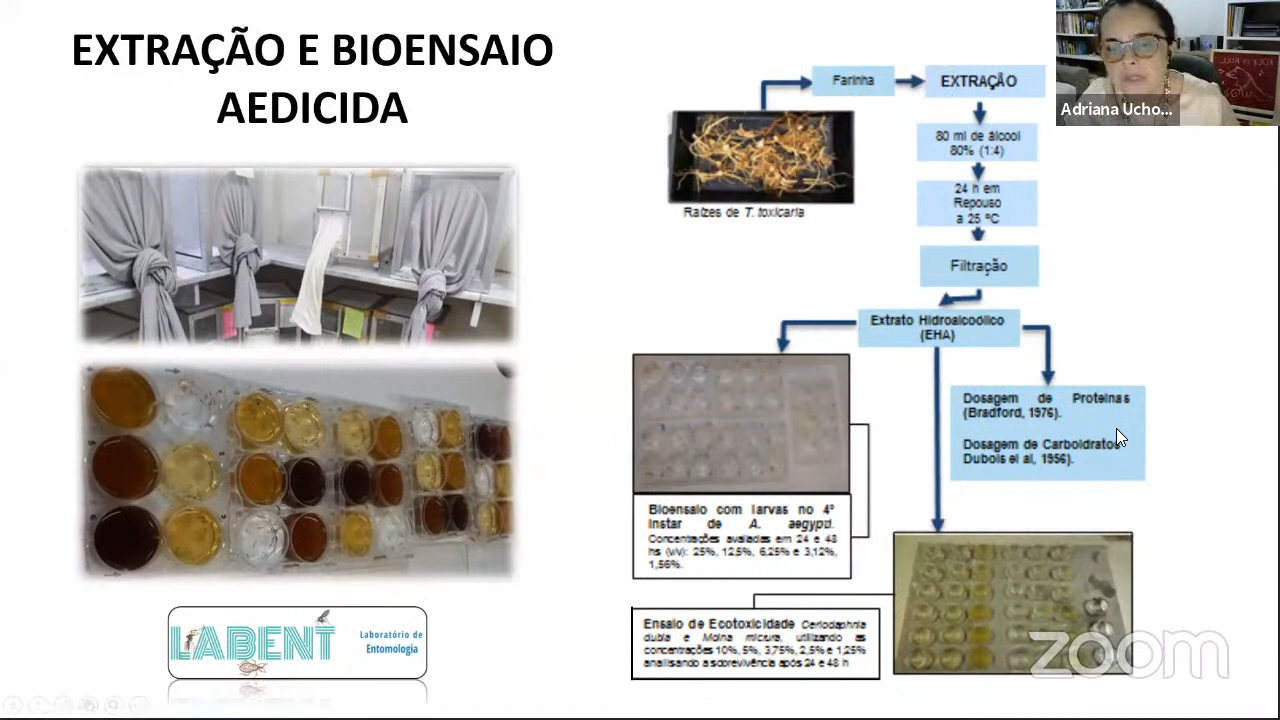 EXTRAÇÃO E BIOENSAIO
AEDICIDA
Adriana Ucho...
Farinha
EXTRAÇÃO
80 ml de álcool
80% (1:4)
24 h em
Repouso
a 25 ºC
Raízes de T. toxicaria
Filtração
Extrato Hidroalcoólico
(EHA)
Dosagem de Proteínas
(Bradford, 1976).
Dosagem de Carboidratos
Dubois et al, 1956).
Bioensaio com larvas no 4º
instar de A. aegypti.
Concentrações avaliadas em 24 e 48
hs (v/v): 25%, 12,5%, 6,25% e 3,12%,
1,56%.
Ensaio de Ecotoxicidade Ceriodaphnia
dubia e Moina micrura, utilizando as
concentrações 10%, 5%, 3,75%, 2,5% e 1,25%
analisando a sobrevivência após 24 e 48 h
LABENT
Laboratório de
Entomologia
zoom